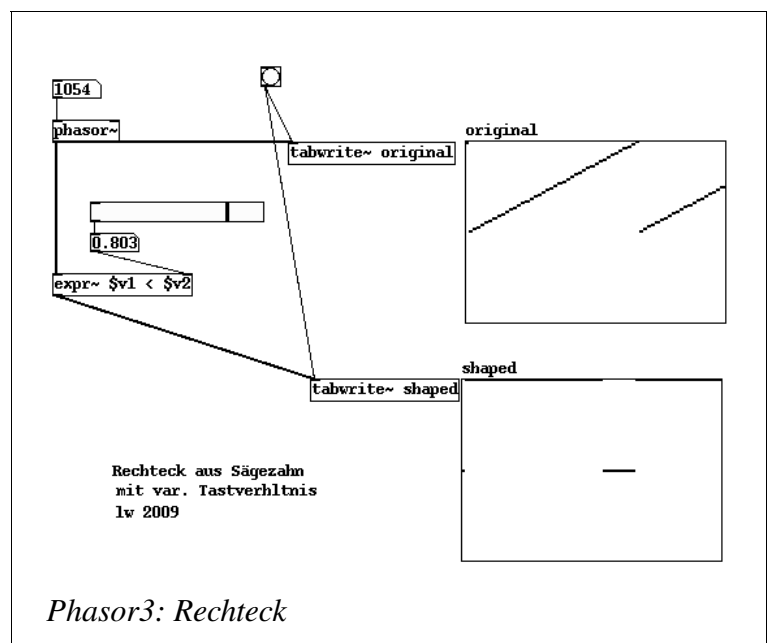 1054
phasor~
original
tabwrite~ original
0.803
expr~ $v1 < $v2
shaped
tabwrite~ shaped
Rechteck aus Sägezahn
mit var. Tastverhltnis
lw 2009
Phasor3: Rechteck